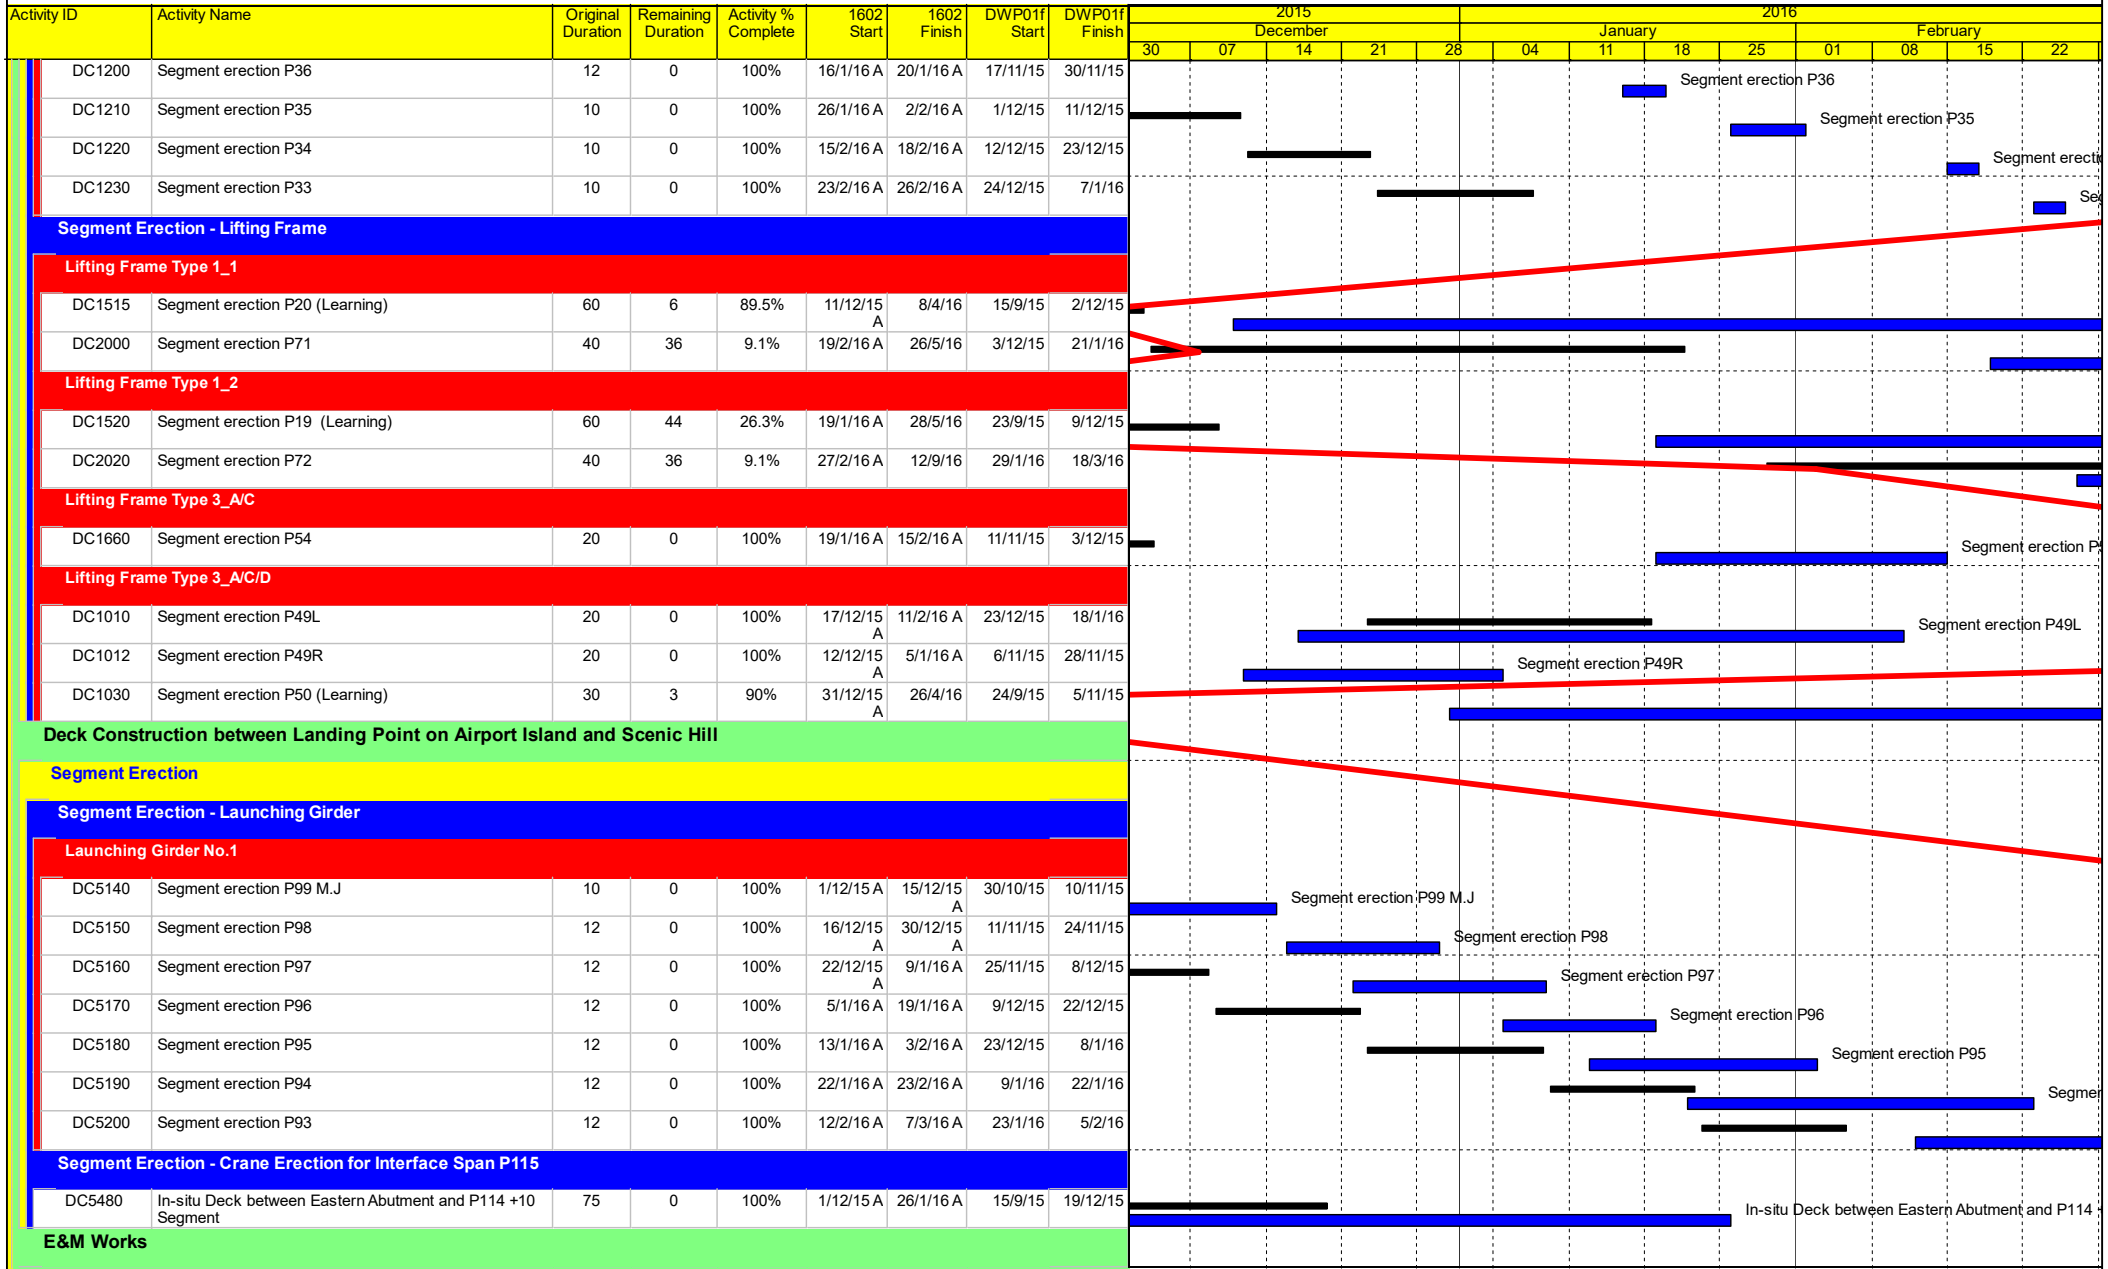 Activity ID Activity Name Original Duration Remaining Duration Activity % Complete 1602 Start 1602 Finish DWP01f Start DWP01f Finish
2015 2016
December January February
30 07 14 21 28 04 11 18 25 01 08 15 22
DC1200 Segment erection P36 12 0 100% 16/1/16 A 20/1/16 A 17/11/15 30/11/15 Segment erection P36
DC1210 Segment erection P35 10 0 100% 26/1/16 A 2/2/16 A 1/12/15 11/12/15 Segment erection P35
DC1220 Segment erection P34 10 0 100% 15/2/16 A 18/2/16 A 12/12/15 23/12/15 Segment
DC1230 Segment erection P33 10 0 100% 23/2/16 A 26/2/16 A 24/12/15 7/1/16
Segment Erection - Lifting Frame
Lifting Frame Type 1_1
DC1515 Segment erection P20 (Learning) 60 6 89.5% 11/12/15 A 8/4/16 15/9/15 2/12/15
DC2000 Segment erection P71 40 36 9.1% 19/2/16 A 26/5/16 3/12/15 21/1/16
Lifting Frame Type 1_2
DC1520 Segment erection P19 (Learning) 60 44 26.3% 19/1/16 A 28/5/16 23/9/15 9/12/15
DC2020 Segment erection P72 40 36 9.1% 27/2/16 A 12/9/16 29/1/16 18/3/16
Lifting Frame Type 3_A/C
DC1660 Segment erection P54 20 0 100% 19/1/16 A 15/2/16 A 11/11/15 3/12/15 Segment erection
Lifting Frame Type 3_A/C/D
DC1010 Segment erection P49L 20 0 100% 17/12/15 A 11/2/16 A 23/12/15 18/1/16 Segment erection P49L
DC1012 Segment erection P49R 20 0 100% 12/12/15 A 5/1/16 A 6/11/15 28/11/15 Segment erection P49R
DC1030 Segment erection P50 (Learning) 30 3 90% 31/12/15 A 26/4/16 24/9/15 5/11/15
Deck Construction between Landing Point on Airport Island and Scenic Hill
Segment Erection
Segment Erection - Launching Girder
Launching Girder No.1
DC5140 Segment erection P99 M.J 10 0 100% 1/12/15 A 15/12/15 A 30/10/15 10/11/15 Segment erection P99 M.J
DC5150 Segment erection P98 12 0 100% 16/12/15 A 30/12/15 A 11/11/15 24/11/15 Segment erection P98
DC5160 Segment erection P97 12 0 100% 22/12/15 A 9/1/16 A 25/11/15 8/12/15 Segment erection P97
DC5170 Segment erection P96 12 0 100% 5/1/16 A 19/1/16 A 9/12/15 22/12/15 Segment erection P96
DC5180 Segment erection P95 12 0 100% 13/1/16 A 3/2/16 A 23/12/15 8/1/16 Segment erection P95
DC5190 Segment erection P94 12 0 100% 22/1/16 A 23/2/16 A 9/1/16 22/1/16
DC5200 Segment erection P93 12 0 100% 12/2/16 A 7/3/16 A 23/1/16 5/2/16
Segment Erection - Crane Erection for Interface Span P115
DC5480 In-situ Deck between Eastern Abutment and P114 +10 Segment 75 0 100% 1/12/15 A 26/1/16 A 15/9/15 19/12/15 In-situ Deck between Eastern Abutment and P114
E&M Works